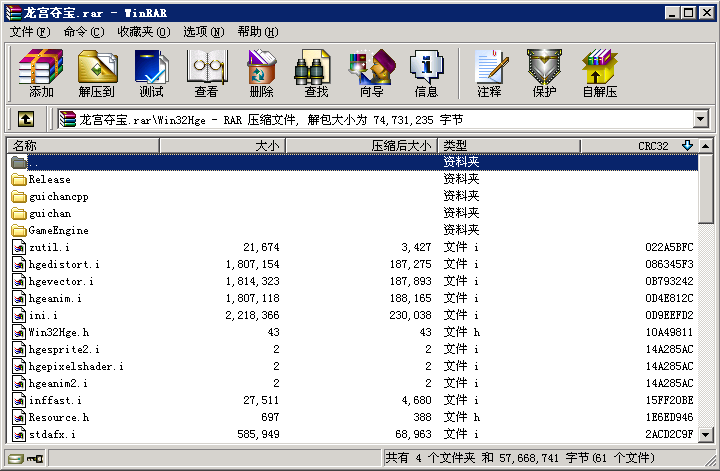 龙宫夺宝.rar - WinRAR
文件(F) 命令(C) 收藏夹(O) 选项(N) 帮助(H)
添加 解压到 测试 查看 删除 查找 向导 信息 注释 保护 自解压
龙宫夺宝.rar\Win32Hge - RAR 压缩文件, 解包大小为 74,731,235 字节
名称 大小 压缩后大小 类型 CRC32
.. 资料夹
Release 资料夹
guichancpp 资料夹
guichan 资料夹
GameEngine 资料夹
zutil.i 21,674 3,427 文件 i 022A5BFC
hgedistort.i 1,807,154 187,275 文件 i 086345F3
hgevector.i 1,814,323 187,893 文件 i 0B793242
hgeanim.i 1,807,118 188,165 文件 i 0D4E812C
ini.i 2,218,366 230,038 文件 i 0D9EEFD2
Win32Hge.h 43 43 文件 h 10A49811
hgesprite2.i 2 2 文件 i 14A285AC
hgepixelshader.i 2 2 文件 i 14A285AC
hgeanim2.i 2 2 文件 i 14A285AC
inffast.i 27,511 4,680 文件 i 15FF20BE
Resource.h 697 388 文件 h 1E6ED946
stdafx.i 585,949 68,963 文件 i 2ACD2C9F
共有 4 个文件夹 和 57,668,741 字节(61 个文件)